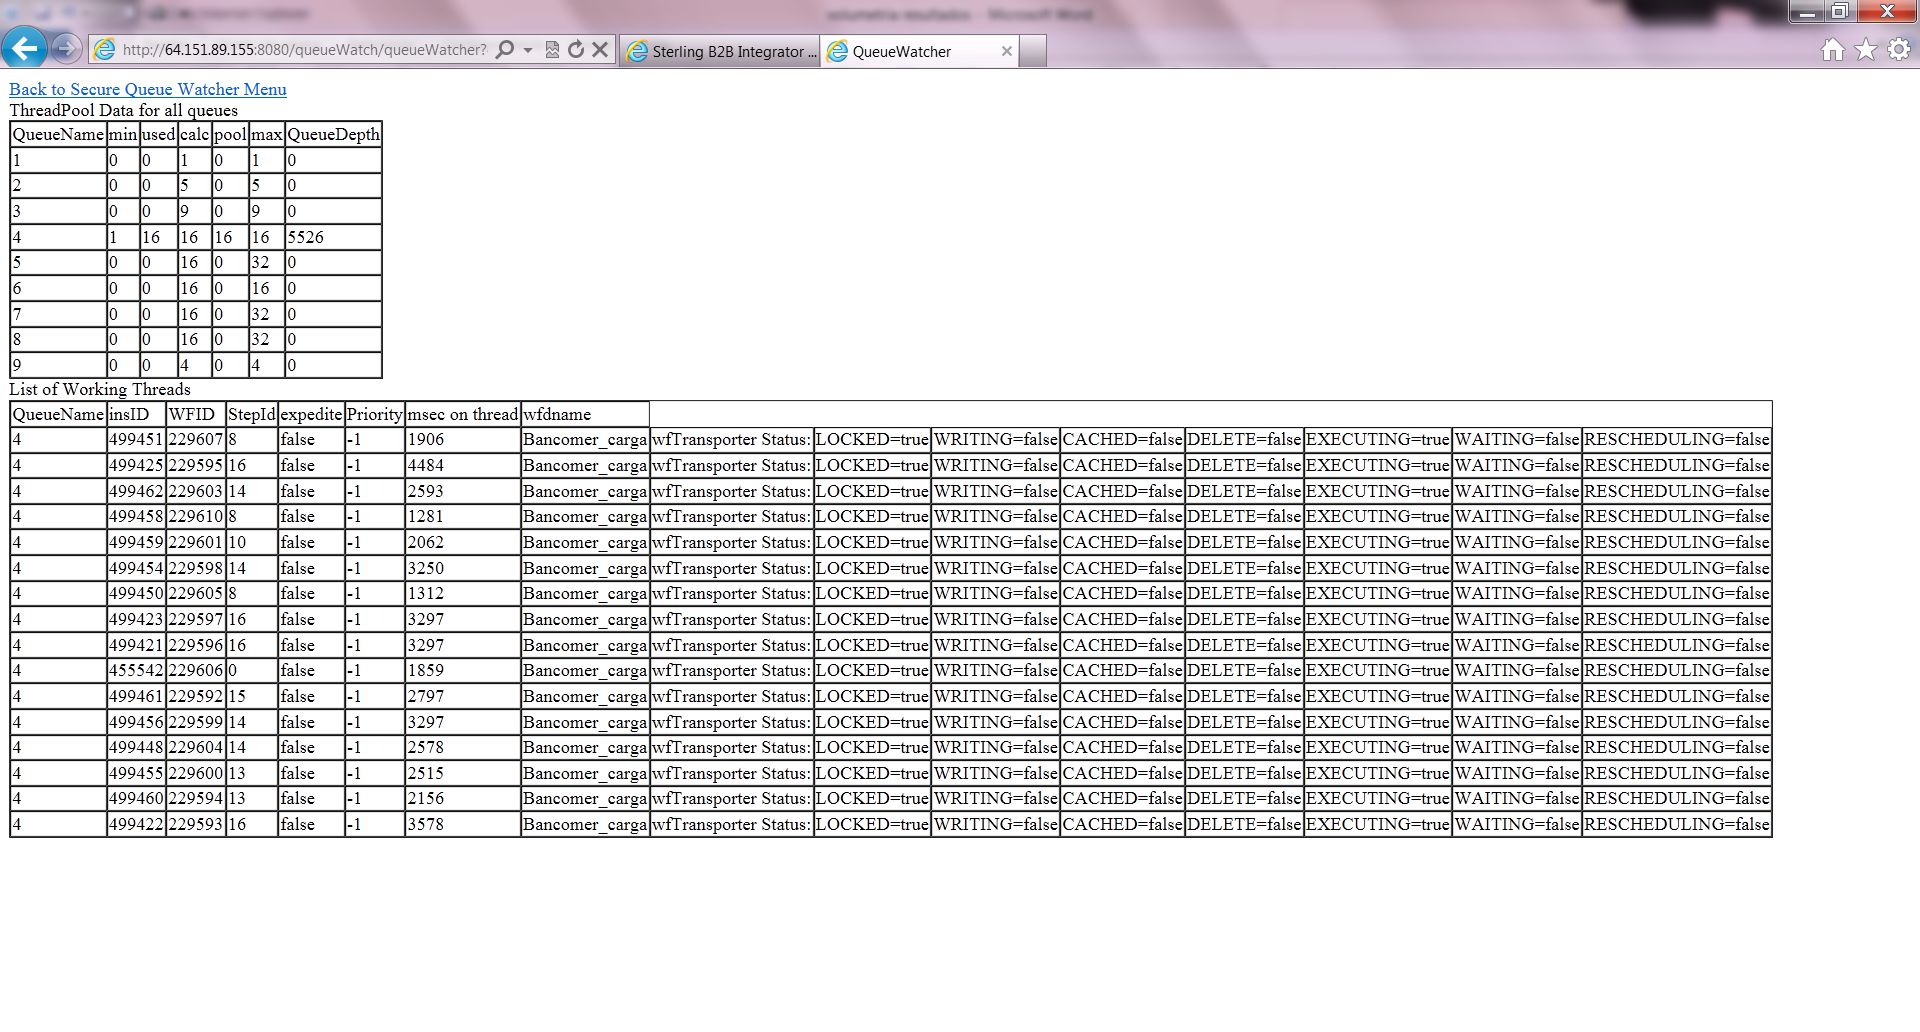 volumetria-resultados - Microsoft Word
http://64.151.89.155:8080/queueWatch/queueWatcher?
Sterling B2B Integrator ...
QueueWatcher
Back to Secure Queue Watcher Menu
ThreadPool Data for all queues
QueueName min used calc pool max QueueDepth
1 0 0 1 0 1 0
2 0 0 5 0 5 0
3 0 0 9 0 9 0
4 1 16 16 16 16 5526
5 0 0 16 0 32 0
6 0 0 16 0 16 0
7 0 0 16 0 32 0
8 0 0 16 0 32 0
9 0 0 4 0 4 0
List of Working Threads
QueueName insID WFID StepId expedite Priority msec on thread wfdname
4 499451 229607 8 false -1 1906 Bancomer_carga wfTransporter Status: LOCKED=true WRITING=false CACHED=false DELETE=false EXECUTING=true WAITING=false RESCHEDULING=false
4 499425 229595 16 false -1 4484 Bancomer_carga wfTransporter Status: LOCKED=true WRITING=false CACHED=false DELETE=false EXECUTING=true WAITING=false RESCHEDULING=false
4 499462 229603 14 false -1 2593 Bancomer_carga wfTransporter Status: LOCKED=true WRITING=false CACHED=false DELETE=false EXECUTING=true WAITING=false RESCHEDULING=false
4 499458 229610 8 false -1 1281 Bancomer_carga wfTransporter Status: LOCKED=true WRITING=false CACHED=false DELETE=false EXECUTING=true WAITING=false RESCHEDULING=false
4 499459 229601 10 false -1 2062 Bancomer_carga wfTransporter Status: LOCKED=true WRITING=false CACHED=false DELETE=false EXECUTING=true WAITING=false RESCHEDULING=false
4 499454 229598 14 false -1 3250 Bancomer_carga wfTransporter Status: LOCKED=true WRITING=false CACHED=false DELETE=false EXECUTING=true WAITING=false RESCHEDULING=false
4 499450 229605 8 false -1 1312 Bancomer_carga wfTransporter Status: LOCKED=true WRITING=false CACHED=false DELETE=false EXECUTING=true WAITING=false RESCHEDULING=false
4 499423 229597 16 false -1 3297 Bancomer_carga wfTransporter Status: LOCKED=true WRITING=false CACHED=false DELETE=false EXECUTING=true WAITING=false RESCHEDULING=false
4 499421 229596 16 false -1 3297 Bancomer_carga wfTransporter Status: LOCKED=true WRITING=false CACHED=false DELETE=false EXECUTING=true WAITING=false RESCHEDULING=false
4 455542 229606 0 false -1 1859 Bancomer_carga wfTransporter Status: LOCKED=true WRITING=false CACHED=false DELETE=false EXECUTING=true WAITING=false RESCHEDULING=false
4 499461 229592 15 false -1 2797 Bancomer_carga wfTransporter Status: LOCKED=true WRITING=false CACHED=false DELETE=false EXECUTING=true WAITING=false RESCHEDULING=false
4 499456 229599 14 false -1 3297 Bancomer_carga wfTransporter Status: LOCKED=true WRITING=false CACHED=false DELETE=false EXECUTING=true WAITING=false RESCHEDULING=false
4 499448 229604 14 false -1 2578 Bancomer_carga wfTransporter Status: LOCKED=true WRITING=false CACHED=false DELETE=false EXECUTING=true WAITING=false RESCHEDULING=false
4 499455 229600 13 false -1 2515 Bancomer_carga wfTransporter Status: LOCKED=true WRITING=false CACHED=false DELETE=false EXECUTING=true WAITING=false RESCHEDULING=false
4 499460 229594 13 false -1 2156 Bancomer_carga wfTransporter Status: LOCKED=true WRITING=false CACHED=false DELETE=false EXECUTING=true WAITING=false RESCHEDULING=false
4 499422 229593 16 false -1 3578 Bancomer_carga wfTransporter Status: LOCKED=true WRITING=false CACHED=false DELETE=false EXECUTING=true WAITING=false RESCHEDULING=false